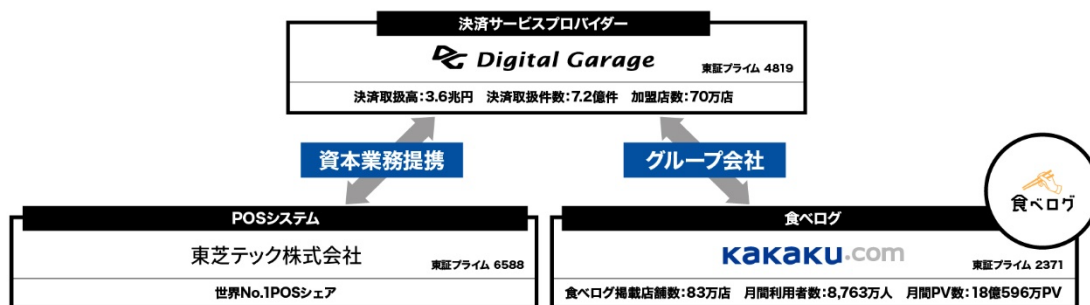 決済サービスプロバイダー
DG Digital Garage
東証プライム 4819
決済取扱高:3.6兆円 決済取扱件数:7.2億件 加盟店数:70万店
資本業務提携
グループ会社
食べログ
POSシステム
東芝テック株式会社
東証プライム 6588
世界No.1POSシェア
食べログ
kakaku.com
東証プライム 2371
食べログ掲載店舗数:83万店 月間利用者数:8,763万人 月間PV数:18億596万PV